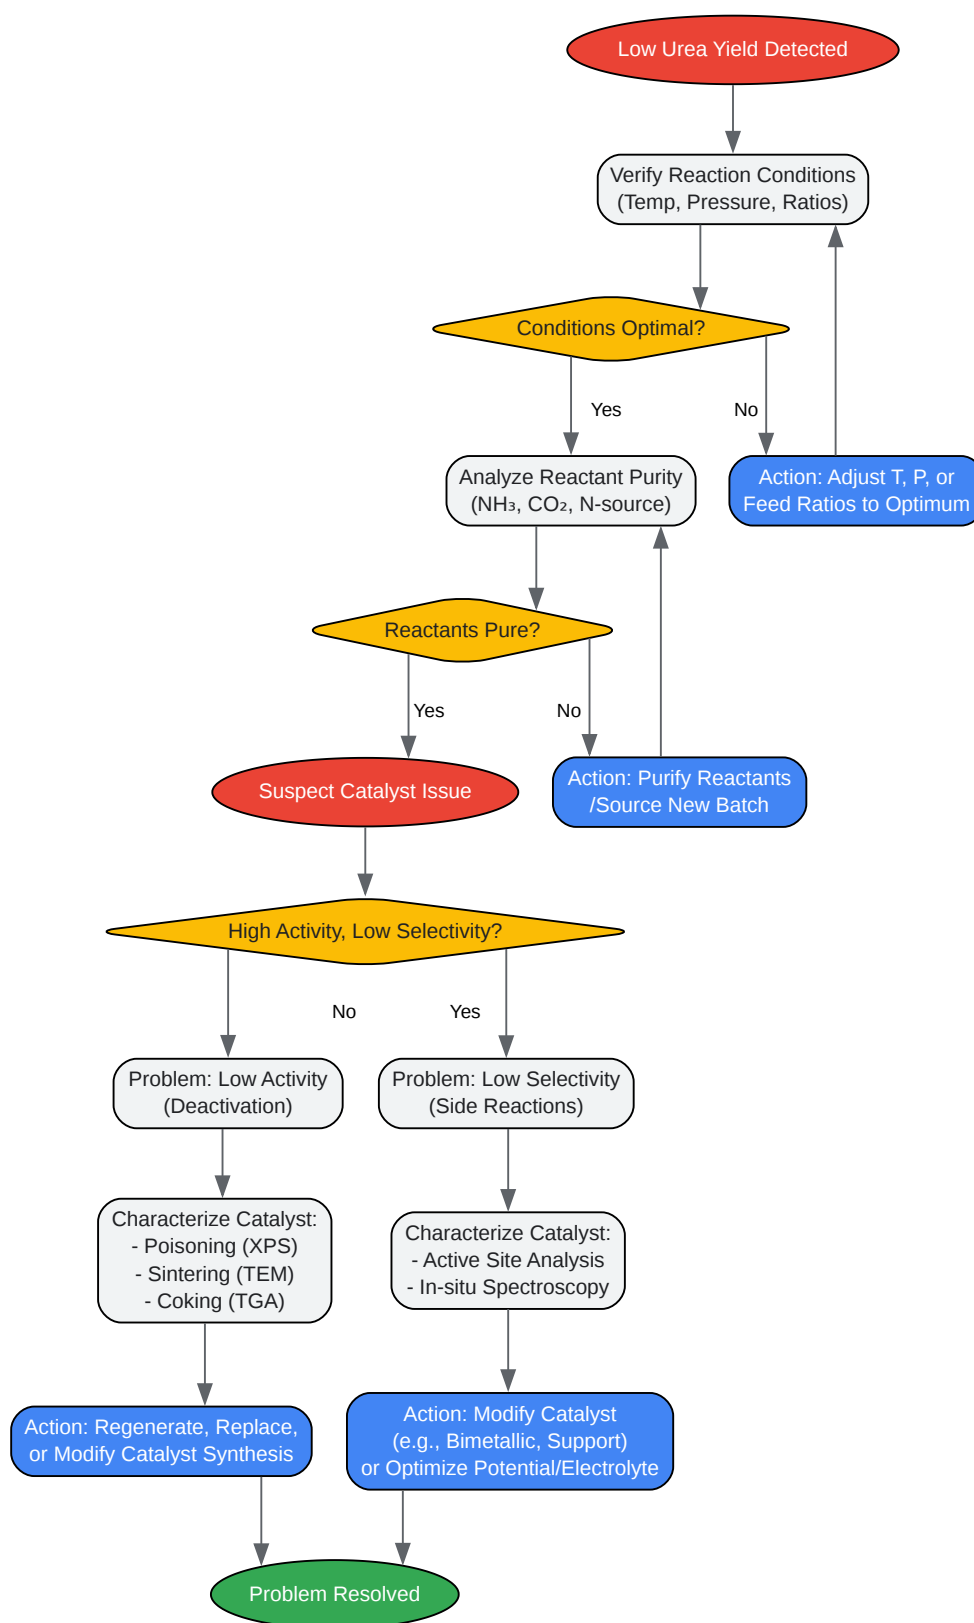 Low Urea Yield Detected
Verify Reaction Conditions
(Temp, Pressure, Ratios)
Conditions Optimal?
Yes
No
Analyze Reactant Purity
(NH₃, CO₂, N-source)
Action: Adjust T, P, or
Feed Ratios to Optimum
Reactants Pure?
Yes
No
Suspect Catalyst Issue
Action: Purify Reactants
/Source New Batch
High Activity, Low Selectivity?
No
Yes
Problem: Low Activity
(Deactivation)
Problem: Low Selectivity
(Side Reactions)
Characterize Catalyst:
- Poisoning (XPS)
- Sintering (TEM)
- Coking (TGA)
Characterize Catalyst:
- Active Site Analysis
- In-situ Spectroscopy
Action: Regenerate, Replace,
or Modify Catalyst Synthesis
Action: Modify Catalyst
(e.g., Bimetallic, Support)
or Optimize Potential/Electrolyte
Problem Resolved